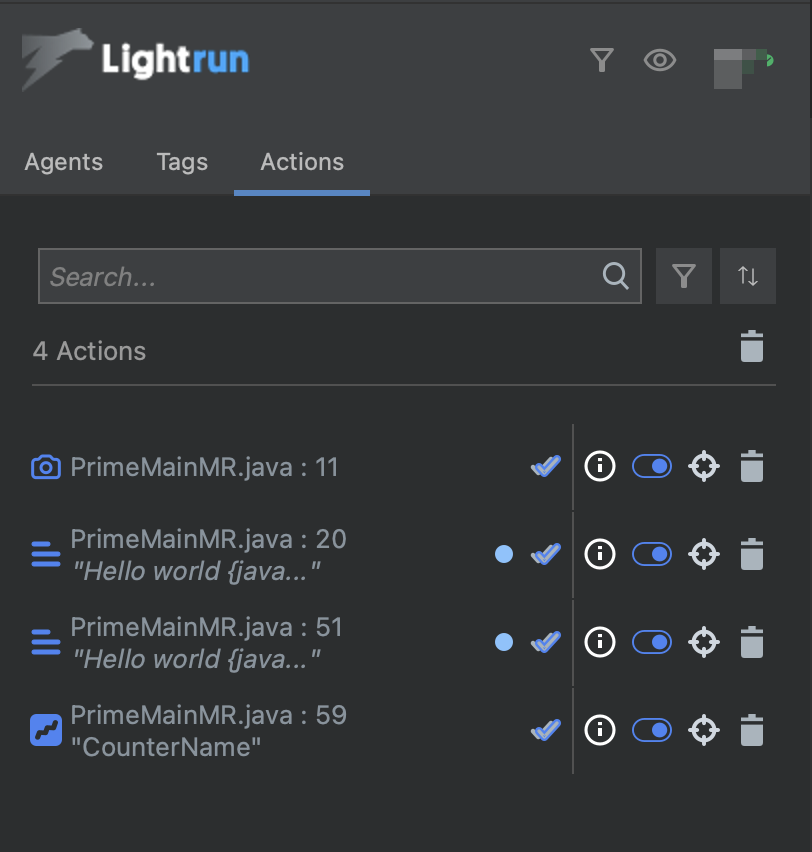 Lightrun
Agents Tags Actions
Search...
4 Actions
PrimeMainMR.java : 11
PrimeMainMR.java : 20
"Hello world {java..."
PrimeMainMR.java : 51
"Hello world {java..."
PrimeMainMR.java : 59
"CounterName"